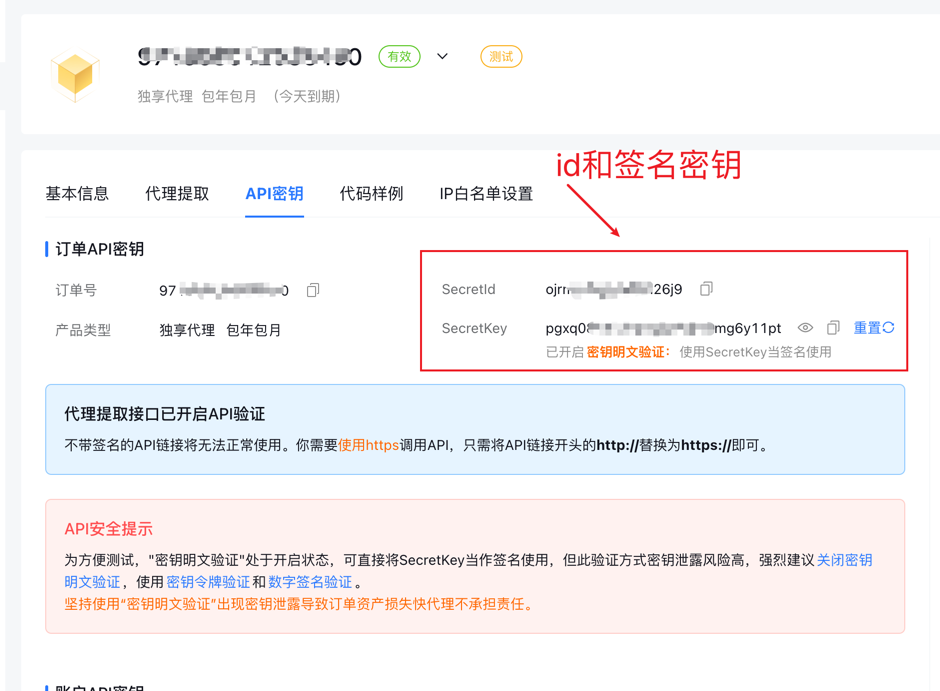 有效
测试
独享代理 包年包月 （今天到期）
id和签名密钥
基本信息 代理提取 API密钥 代码样例 IP白名单设置
订单API密钥
订单号 97
SecretId
产品类型 独享代理 包年包月
SecretKey
重置
已开启 密钥明文验证： 使用SecretKey当签名使用
代理提取接口已开启API验证
不带签名的API链接将无法正常使用。你需要使用https调用API，只需将API链接开头的http://替换为https://即可。
API安全提示
为方便测试，"密钥明文验证"处于开启状态，可直接将SecretKey当作签名使用，但此验证方式密钥泄露风险高，强烈建议关闭密钥
明文验证，使用密钥令牌验证和数字签名验证。
坚持使用“密钥明文验证”出现密钥泄露导致订单资产损失快代理不承担责任。
账户API密钥